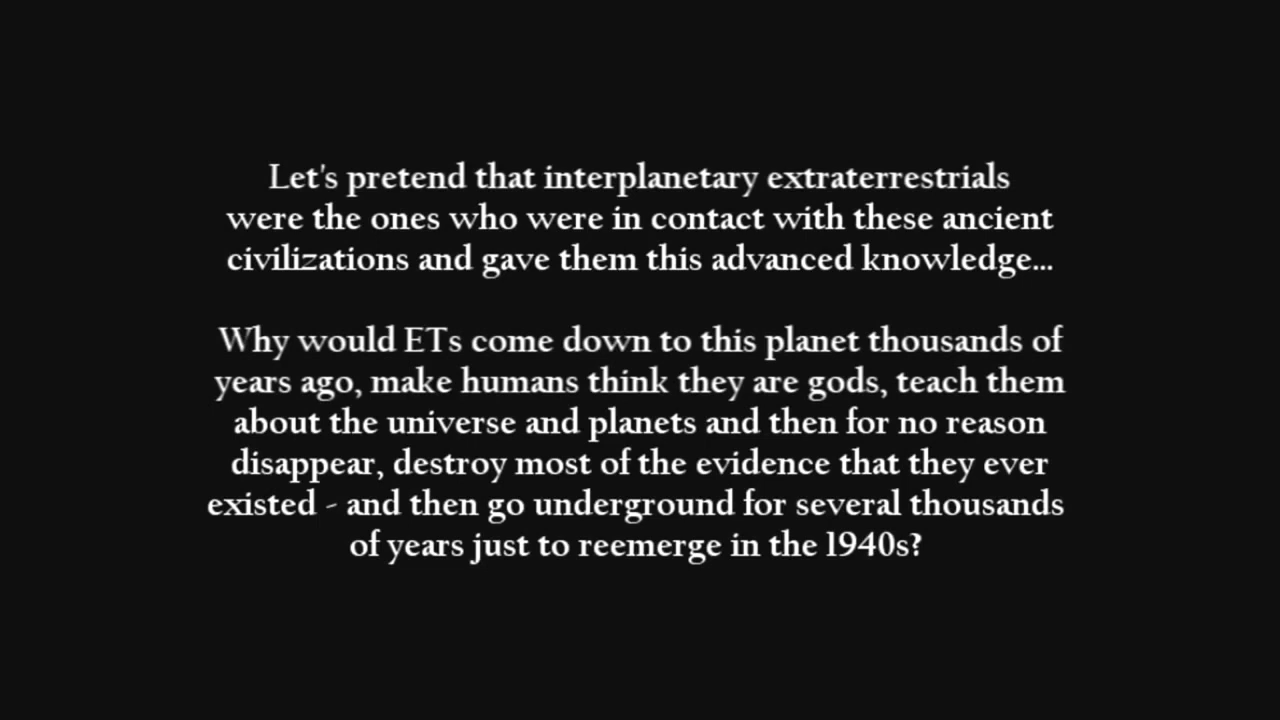 Let's pretend that interplanetary extraterrestrials
were the ones who were in contact with these ancient
civilizations and gave them this advanced knowledge...
Why would ETs come down to this planet thousands of
years ago, make humans think they are gods, teach them
about the universe and planets and then for no reason
disappear, destroy most of the evidence that they ever
existed - and then go underground for several thousands
of years just to reemerge in the 1940s?